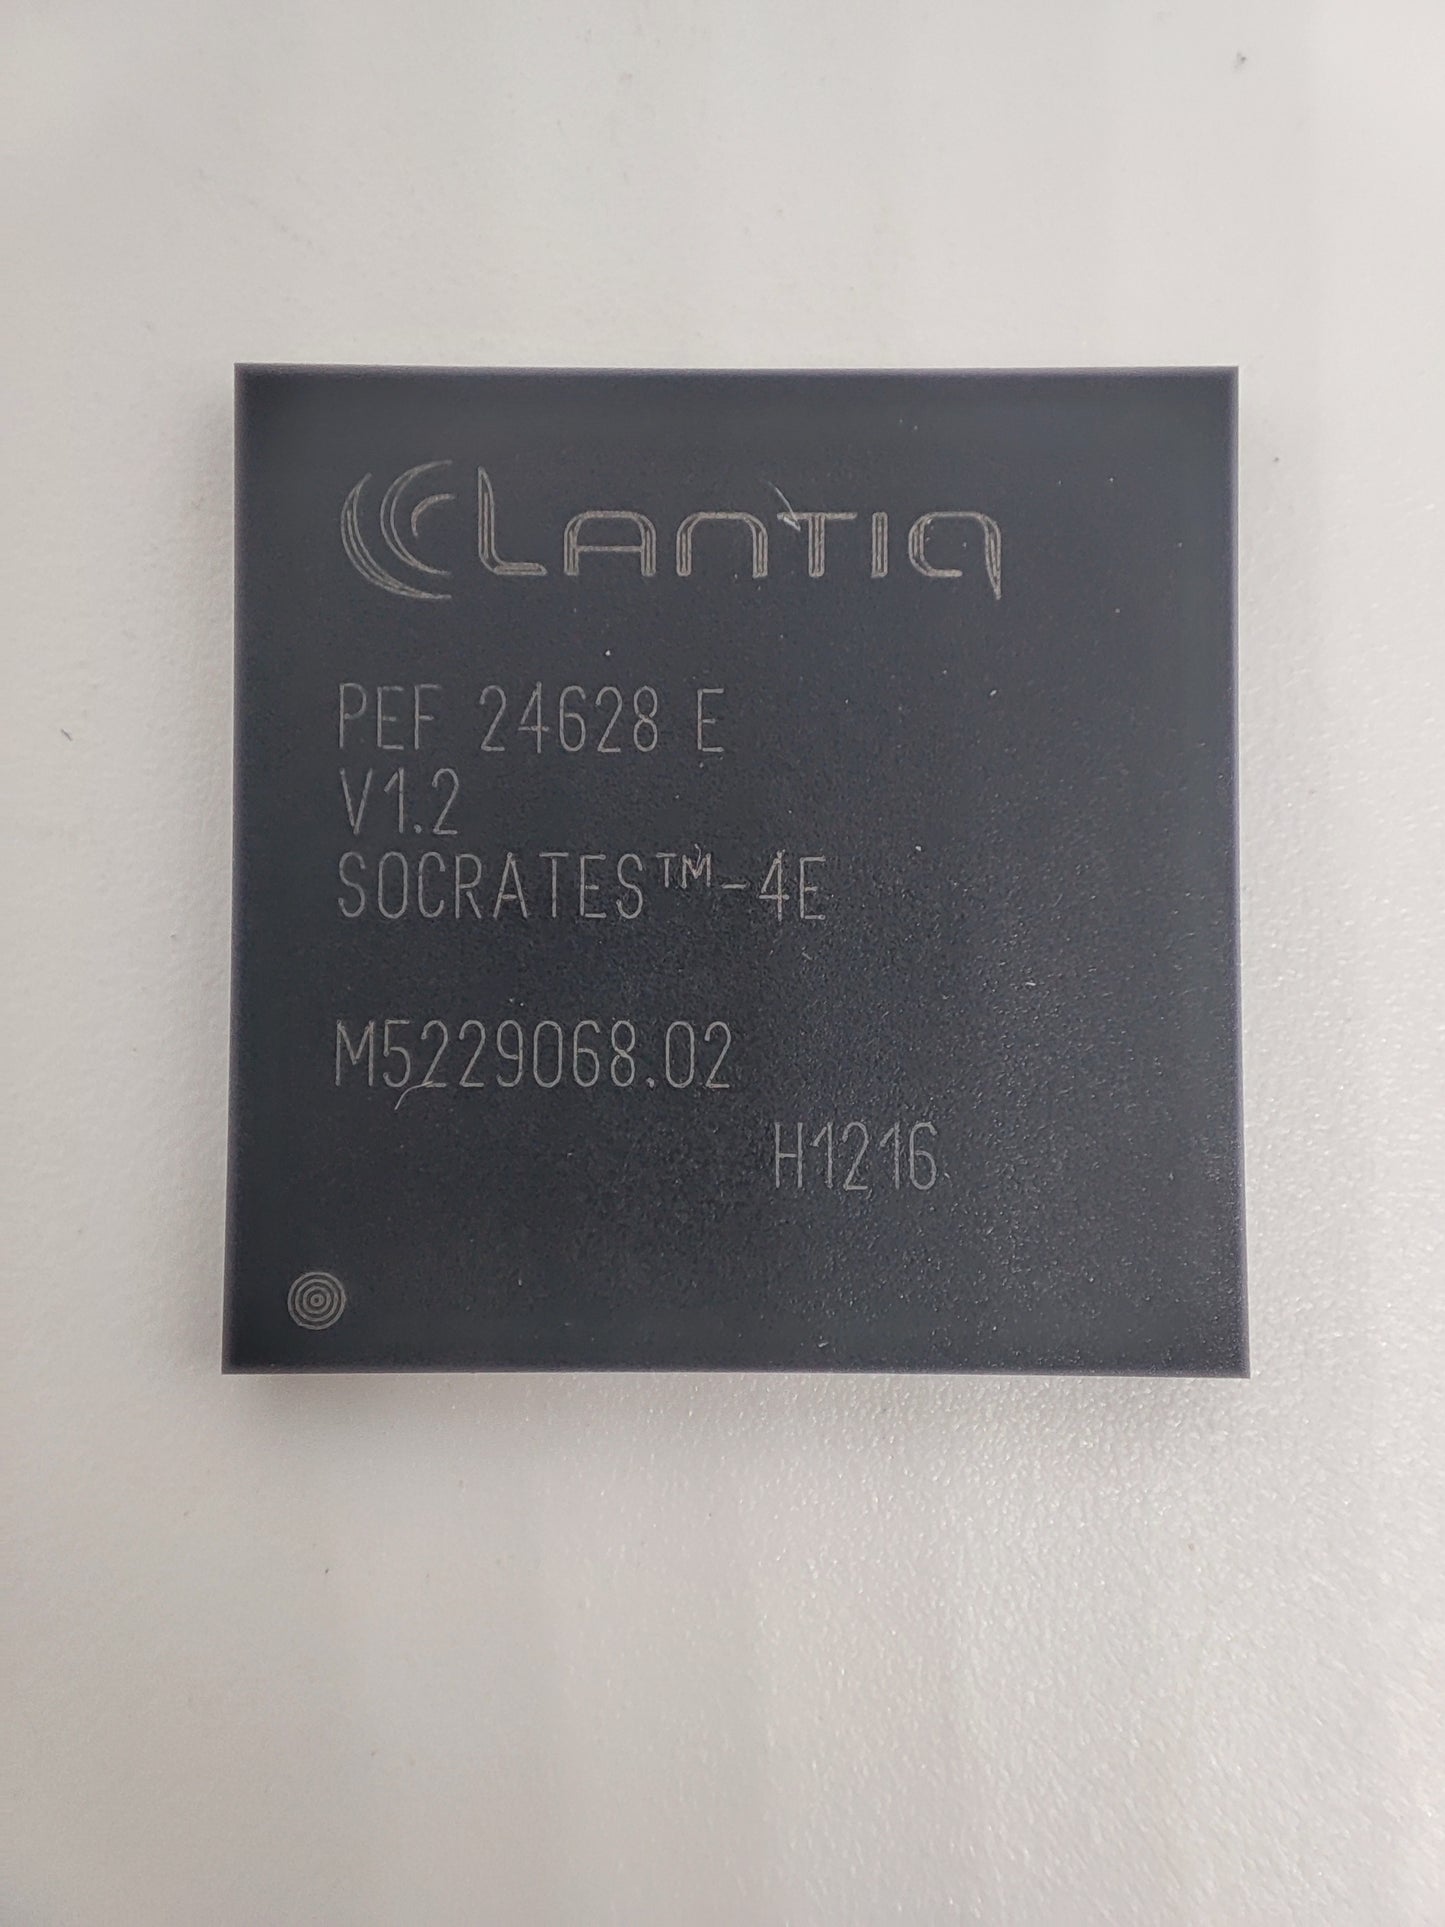 LANTIQ
PEF 24628 E
V1.2
SOCRATES™-4E
M5229068.02
H1216